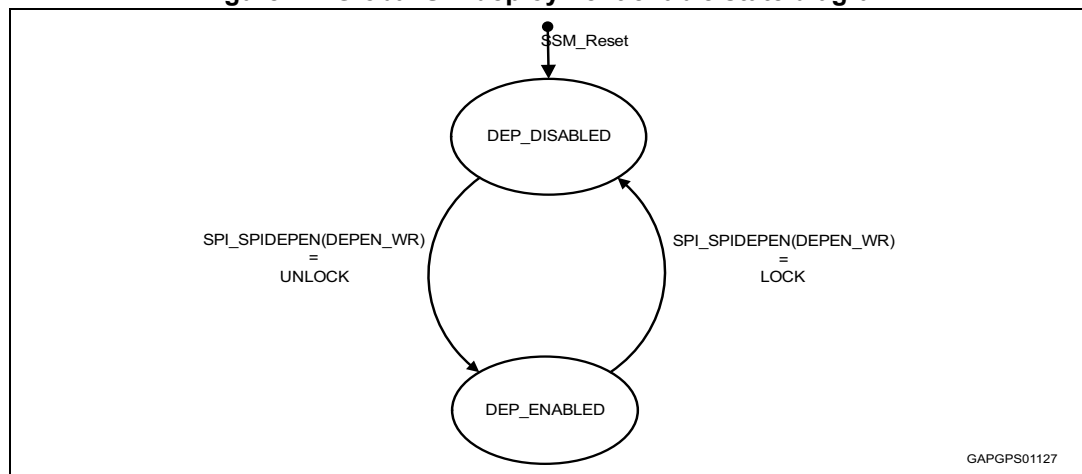 SSM_Reset
DEP_DISABLED
SPI_SPIDEPEN(DEPEN_WR)
=
UNLOCK
SPI_SPIDEPEN(DEPEN_WR)
=
LOCK
DEP_ENABLED
GAPGPS01127